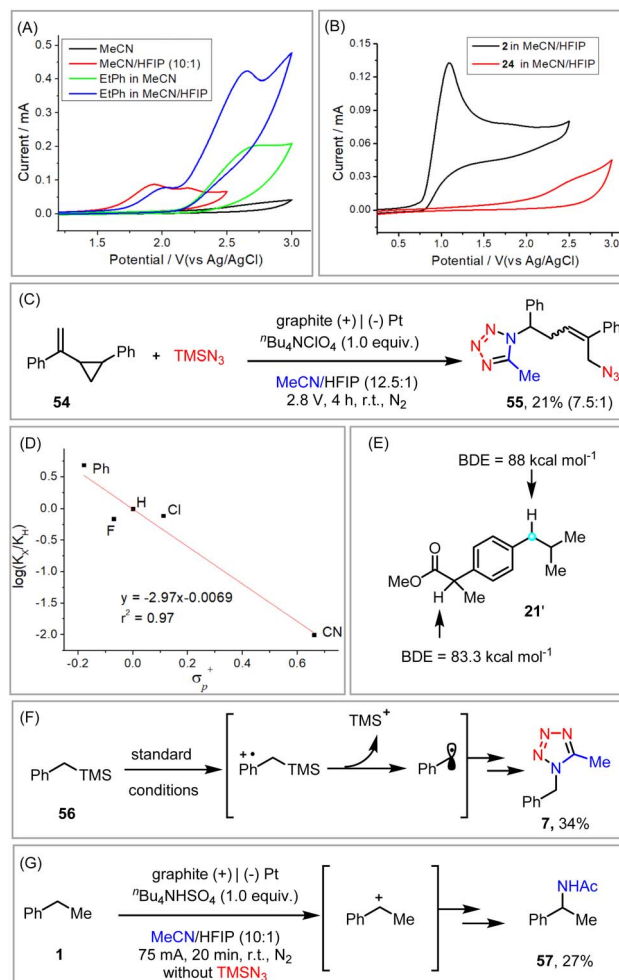 (A)
MeCN
MeCN/HFIP (10:1)
EtPh in MeCN
EtPh in MeCN/HFIP
Current / mA
0.5
0.4
0.3
0.2
0.1
0.0
1.5
2.0
2.5
3.0
Potential / V(vs Ag/AgCl)
(B)
2 in MeCN/HFIP
24 in MeCN/HFIP
Current / mA
0.15
0.12
0.09
0.06
0.03
0.00
0.5
1.0
1.5
2.0
2.5
3.0
Potential / V(vs Ag/AgCl)
(C)
Ph
Ph
54
+
TMSN3
graphite (+) | (-) Pt
nBu4NClO4 (1.0 equiv.)
MeCN/HFIP (12.5:1)
2.8 V, 4 h, r.t., N2
Ph
Ph
N
N
N
N
Me
N3
55, 21% (7.5:1)
(D)
log(KX/KH)
1.0
0.5
0.0
-0.5
-1.0
-1.5
-2.0
Ph
H
F
Cl
CN
y = -2.97x-0.0069
r2 = 0.97
-0.2
0.0
0.2
0.4
0.6
0.8
σp+
(E)
BDE = 88 kcal mol-1
H
Me
Me
O
MeO
Me
H
21'
BDE = 83.3 kcal mol-1
(F)
Ph
TMS
56
standard
conditions
+•
Ph
TMS
TMS+
Ph
N
N
N
N
Me
Ph
7, 34%
(G)
Ph
Me
1
graphite (+) | (-) Pt
nBu4NHSO4 (1.0 equiv.)
MeCN/HFIP (10:1)
75 mA, 20 min, r.t., N2
without TMSN3
+
Ph
Me
NHAc
Ph
Me
57, 27%